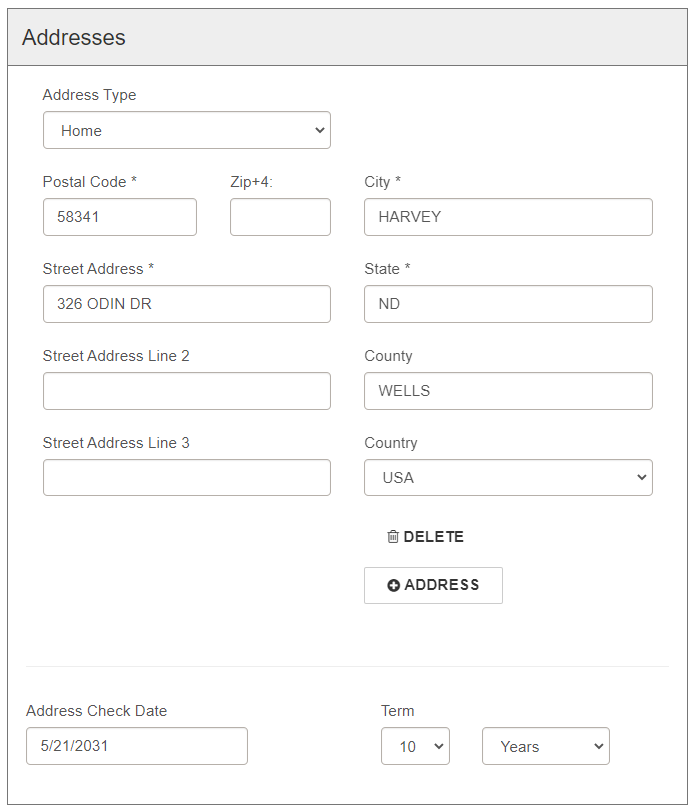 Addresses
Address Type
Home
Postal Code * Zip+4: City *
58341 HARVEY
Street Address * State *
326 ODIN DR ND
Street Address Line 2 County
WELLS
Street Address Line 3 Country
USA
DELETE
ADDRESS
Address Check Date Term
5/21/2031 10 Years